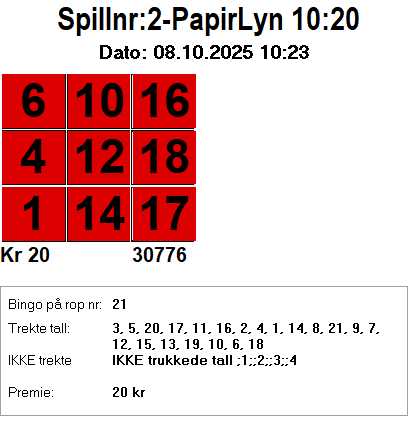 Spillnr:2-PapirLyn 10:20
Dato: 08.10.2025 10:23
6 10 16
4 12 18
1 14 17
Kr 20 30776
Bingo på rop nr: 21
Trekte tall: 3, 5, 20, 17, 11, 16, 2, 4, 1, 14, 8, 21, 9, 7,
12, 15, 13, 19, 10, 6, 18
IKKE trekte IKKE trukkede tall ;1;;2;;3;;4
Premie: 20 kr